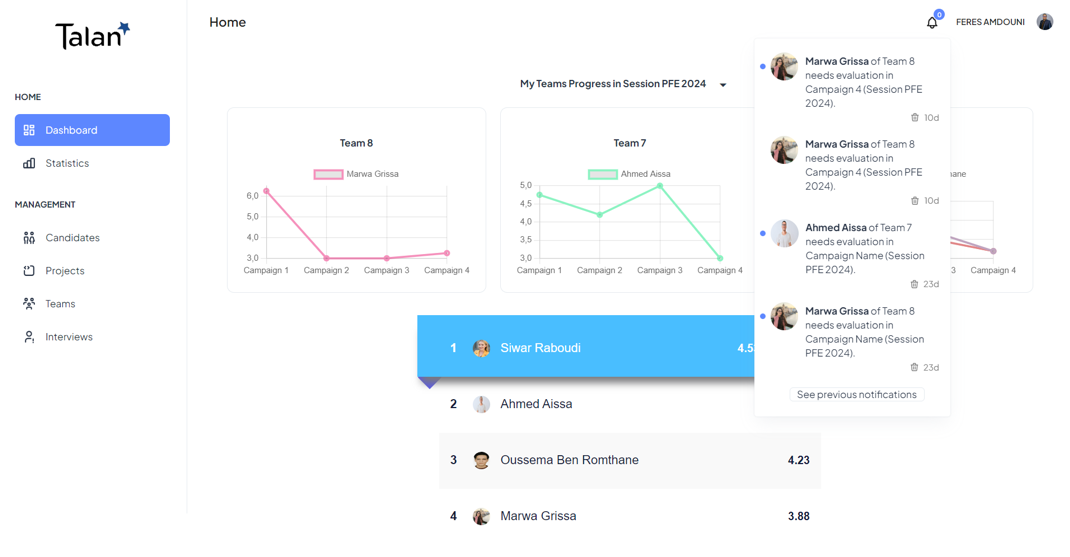 Talan
Home
0
FERES AMDOUNI
HOME
Dashboard
Statistics
MANAGEMENT
Candidates
Projects
Teams
Interviews
My Teams Progress in Session PFE 2024
Team 8
Marwa Grissa
6,0
5,0
4,0
3,0
Campaign 1 Campaign 2 Campaign 3 Campaign 4
Team 7
Ahmed Aissa
5,0
4,5
4,0
3,5
3,0
Campaign 1 Campaign 2 Campaign 3 Campaign 4
3 Campaign 4
Marwa Grissa of Team 8
needs evaluation in
Campaign 4 (Session PFE
2024).
10d
Marwa Grissa of Team 8
needs evaluation in
Campaign 4 (Session PFE
2024).
10d
Ahmed Aissa of Team 7
needs evaluation in
Campaign Name (Session
PFE 2024).
23d
Marwa Grissa of Team 8
needs evaluation in
Campaign Name (Session
PFE 2024).
23d
See previous notifications
1 Siwar Raboudi
2 Ahmed Aissa
3 Oussema Ben Romthane 4.23
4 Marwa Grissa 3.88